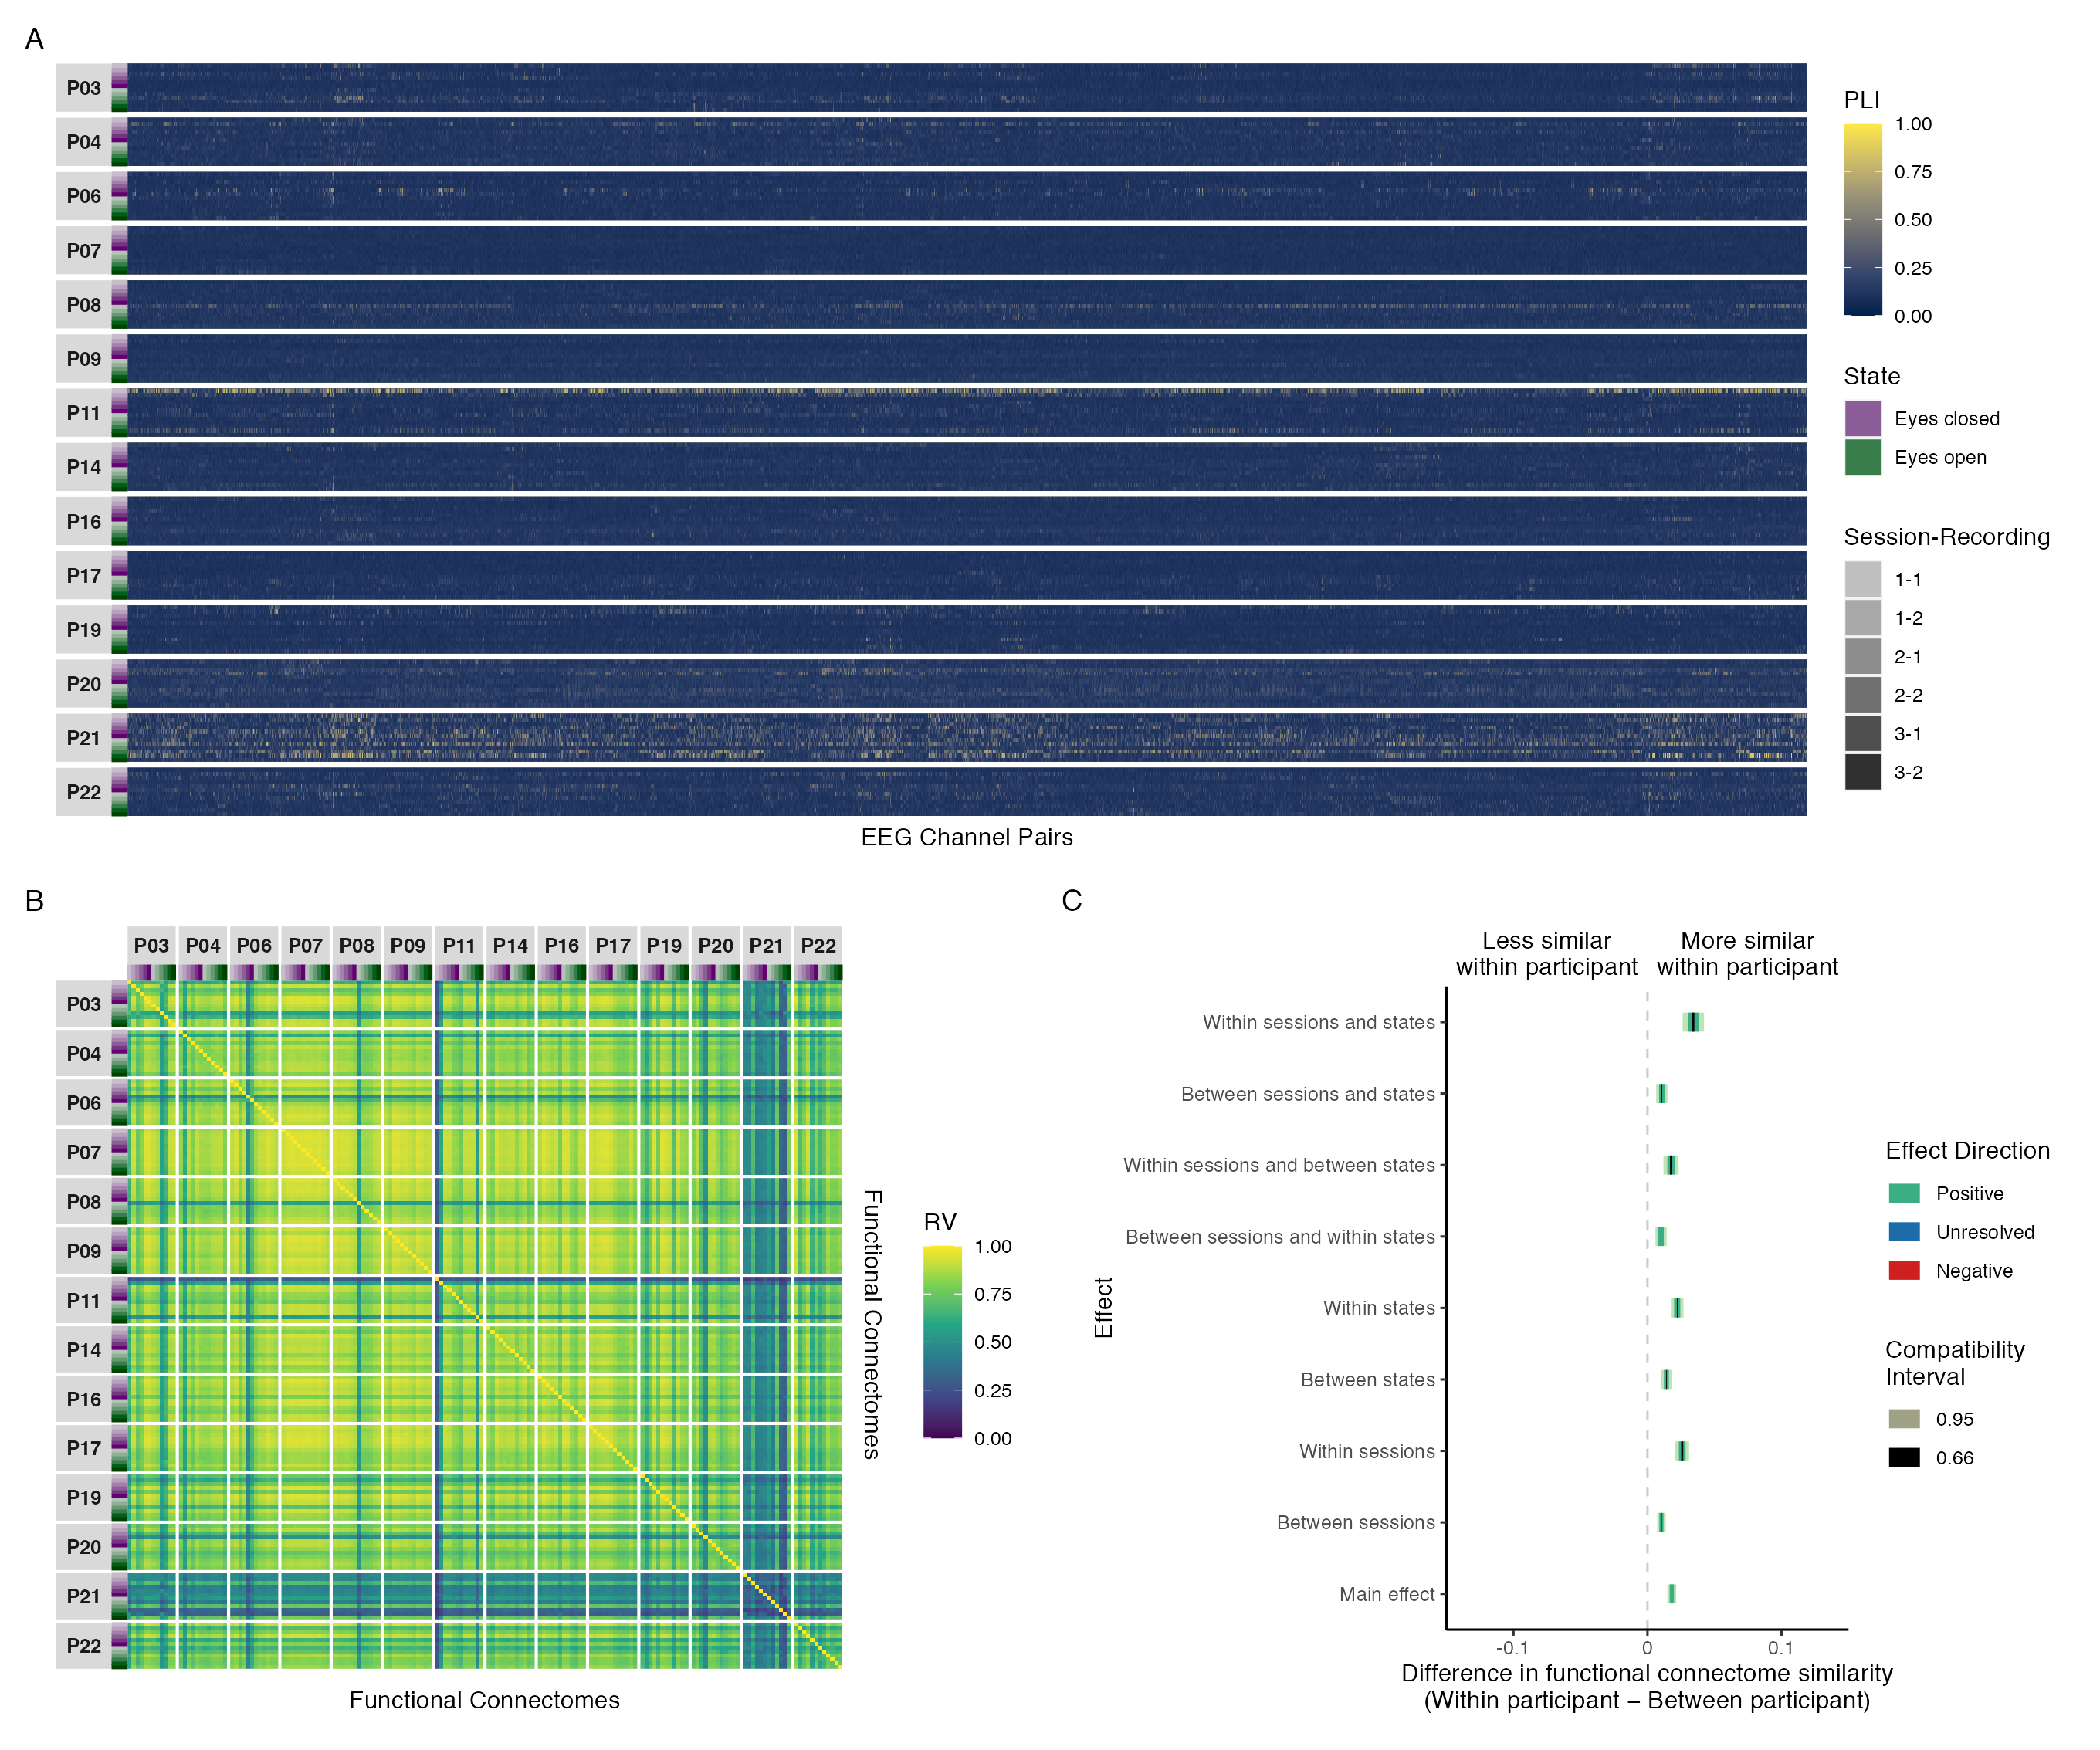 A
P03
P04
P06
P07
P08
P09
P11
P14
P16
P17
P19
P20
P21
P22
EEG Channel Pairs
PLI
1.00
0.75
0.50
0.25
0.00
State
Eyes closed
Eyes open
Session-Recording
1-1
1-2
2-1
2-2
3-1
3-2
B
P03 P04 P06 P07 P08 P09 P11 P14 P16 P17 P19 P20 P21 P22
P03
P04
P06
P07
P08
P09
P11
P14
P16
P17
P19
P20
P21
P22
Functional Connectomes
Functional Connectomes
RV
1.00
0.75
0.50
0.25
0.00
C
Less similar
within participant
More similar
within participant
Effect
Within sessions and states
Between sessions and states
Within sessions and between states
Between sessions and within states
Within states
Between states
Within sessions
Between sessions
Main effect
-0.1 0 0.1
Difference in functional connectome similarity
(Within participant – Between participant)
Effect Direction
Positive
Unresolved
Negative
Compatibility
Interval
0.95
0.66